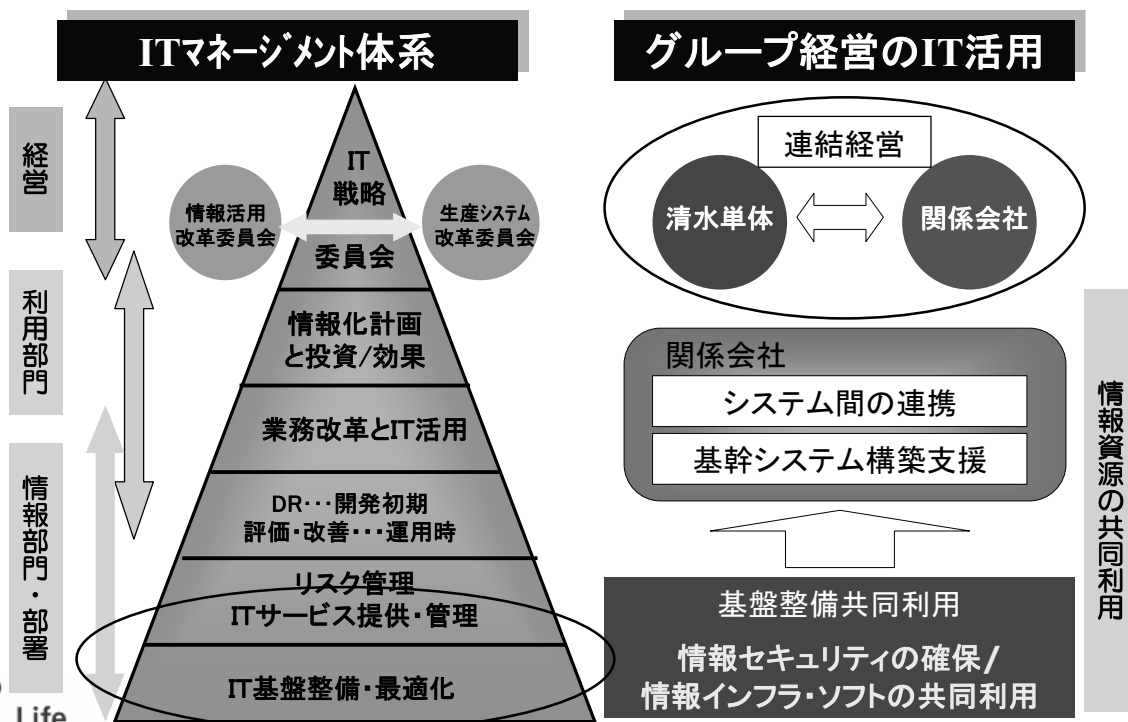 ITマネージメント体系
経営
利用部門
情報部門・部署
IT
戦略
委員会
情報活用
改革委員会
生産システム
改革委員会
情報化計画
と投資/効果
業務改革とIT活用
DR･･･開発初期
評価・改善･･･運用時
リスク管理
ITサービス提供・管理
IT基盤整備・最適化
Life
グループ経営のIT活用
連結経営
清水単体
関係会社
関係会社
システム間の連携
基幹システム構築支援
基盤整備共同利用
情報セキュリティの確保/
情報インフラ・ソフトの共同利用
情報資源の共同利用